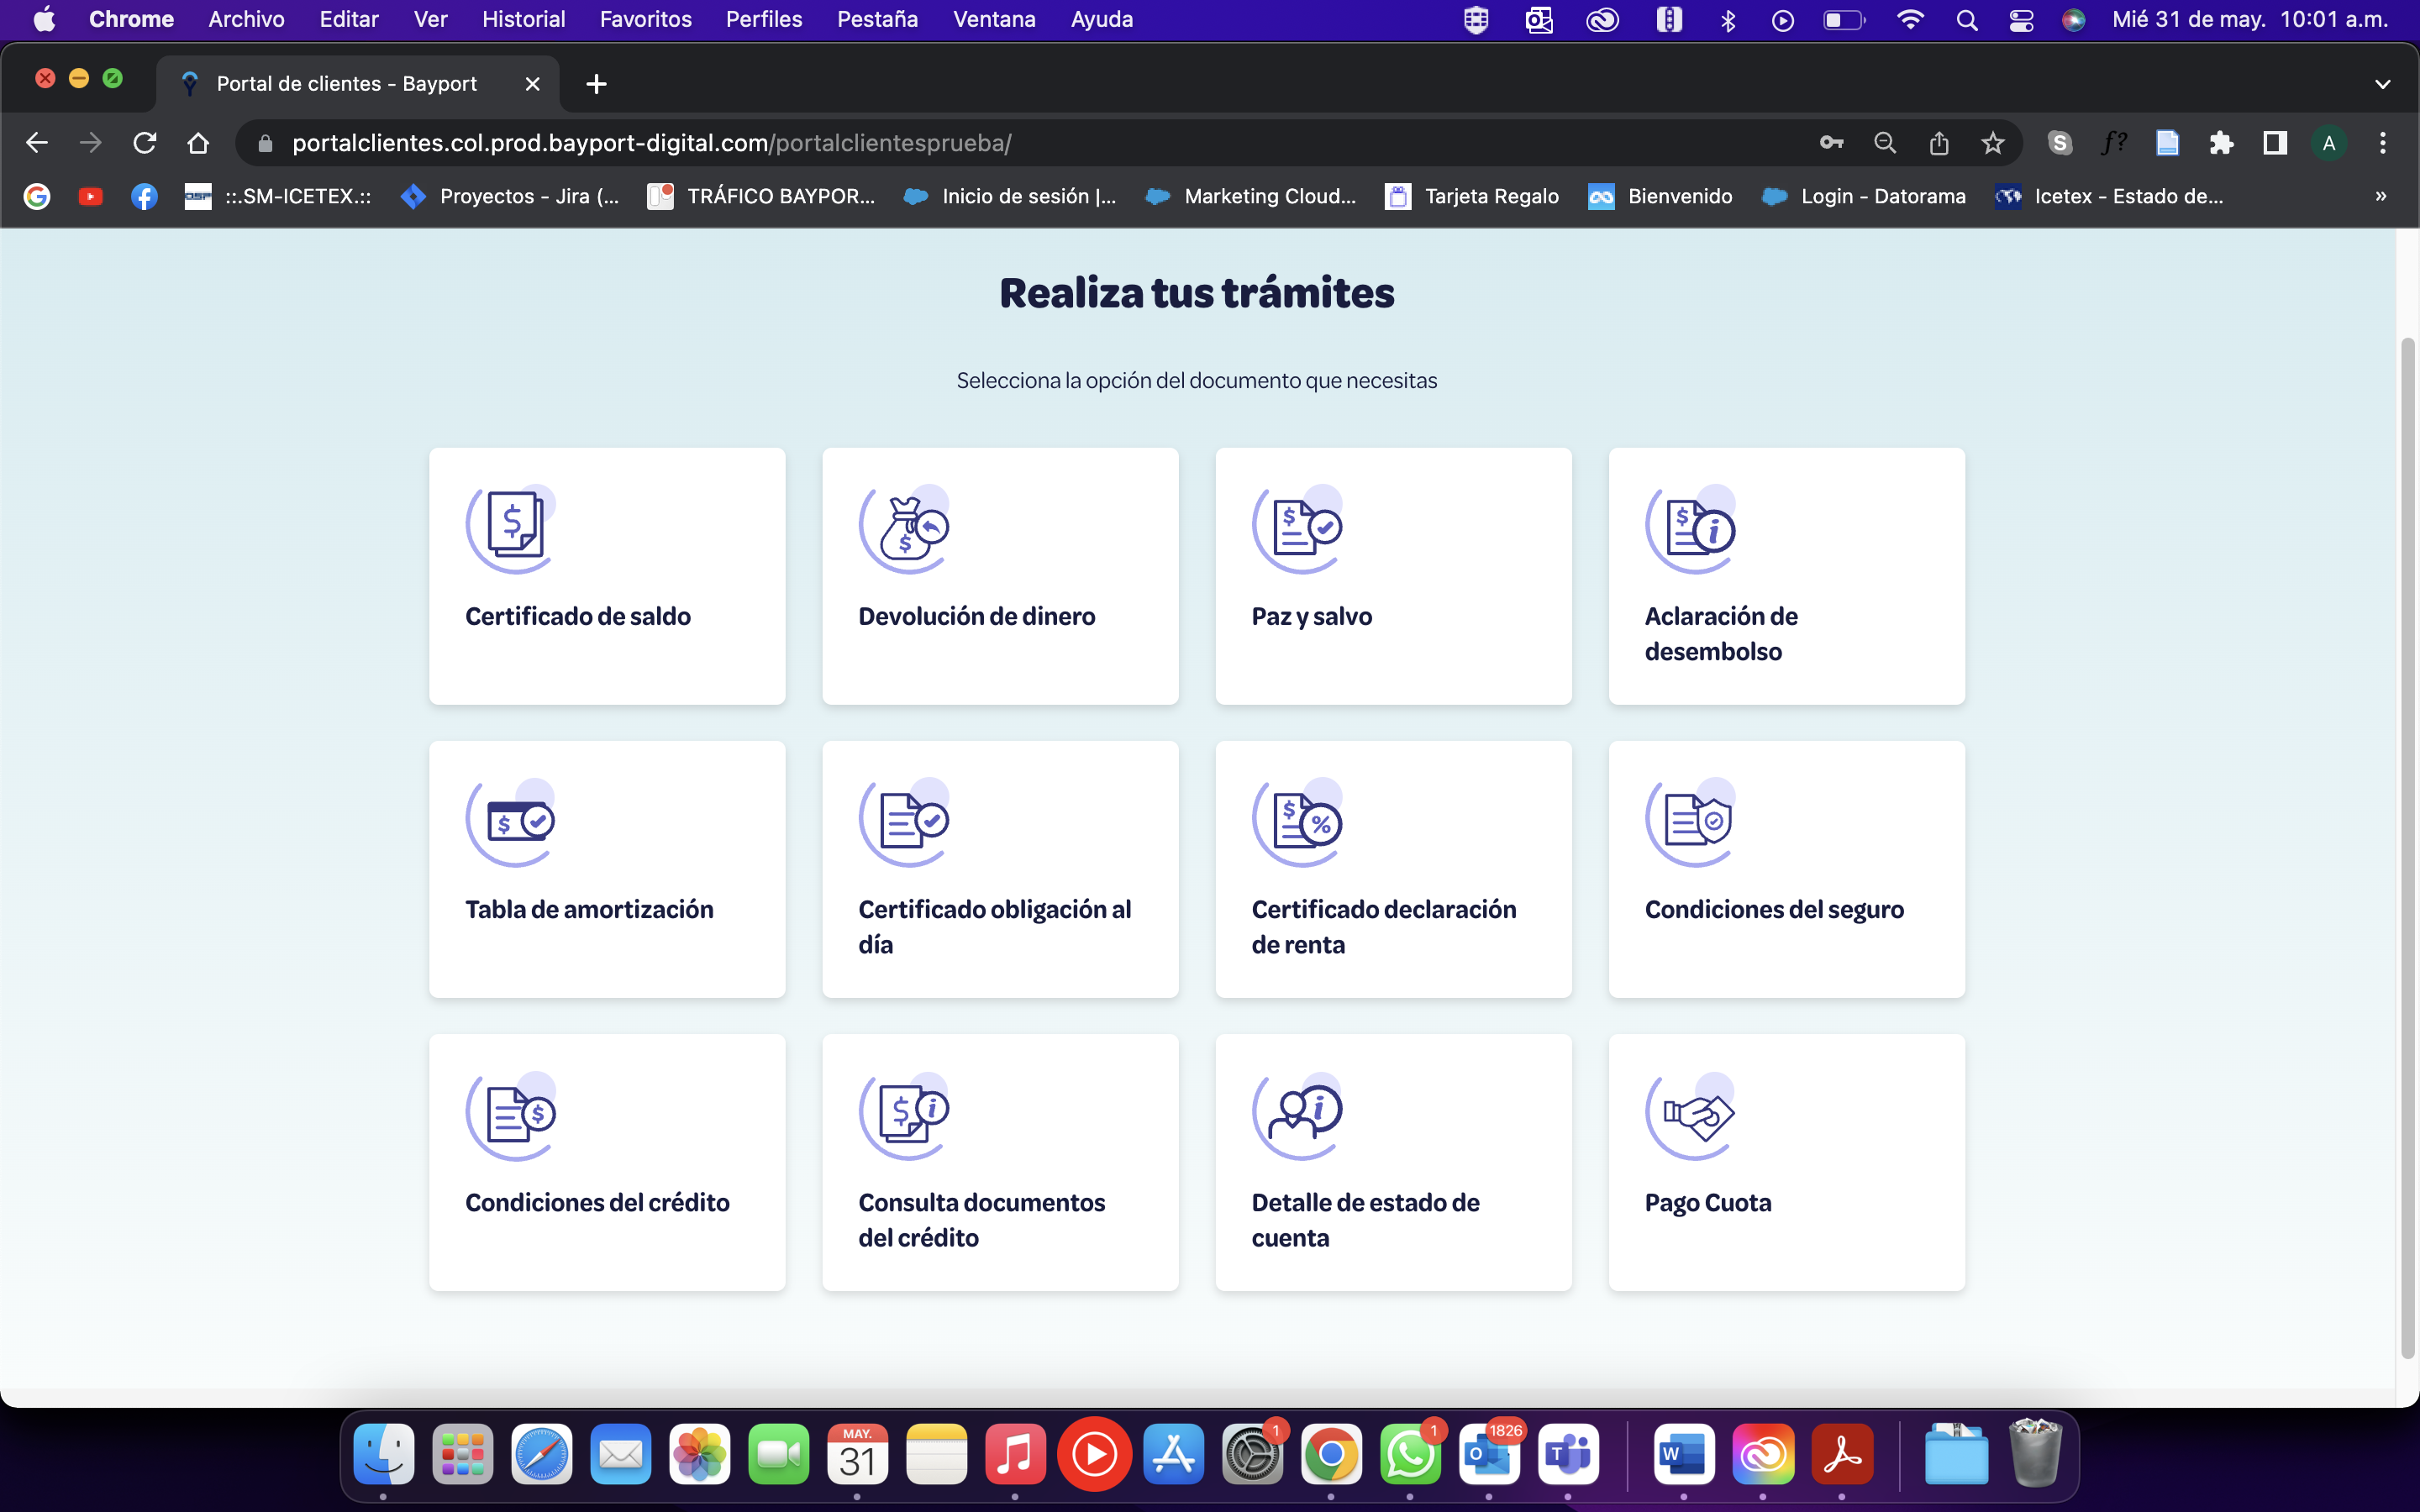 Chrome Archivo Editar Ver Historial Favoritos Perfiles Pestaña Ventana Ayuda Mié 31 de may. 10:01 a.m.
Portal de clientes - Bayport
portalclientes.col.prod.bayport-digital.com/portalclientesprueba/
S f? A
::.SM-ICETEX.:: Proyectos - Jira (... TRÁFICO BAYPOR... Inicio de sesión |... Marketing Cloud... Tarjeta Regalo Bienvenido Login - Datorama Icetex - Estado de... »
Realiza tus trámites
Selecciona la opción del documento que necesitas
Certificado de saldo
Devolución de dinero
Paz y salvo
Aclaración de
desembolso
Tabla de amortización
Certificado obligación al
día
Certificado declaración
de renta
Condiciones del seguro
Condiciones del crédito
Consulta documentos
del crédito
Detalle de estado de
cuenta
Pago Cuota
MAY.
31
1
1
1826